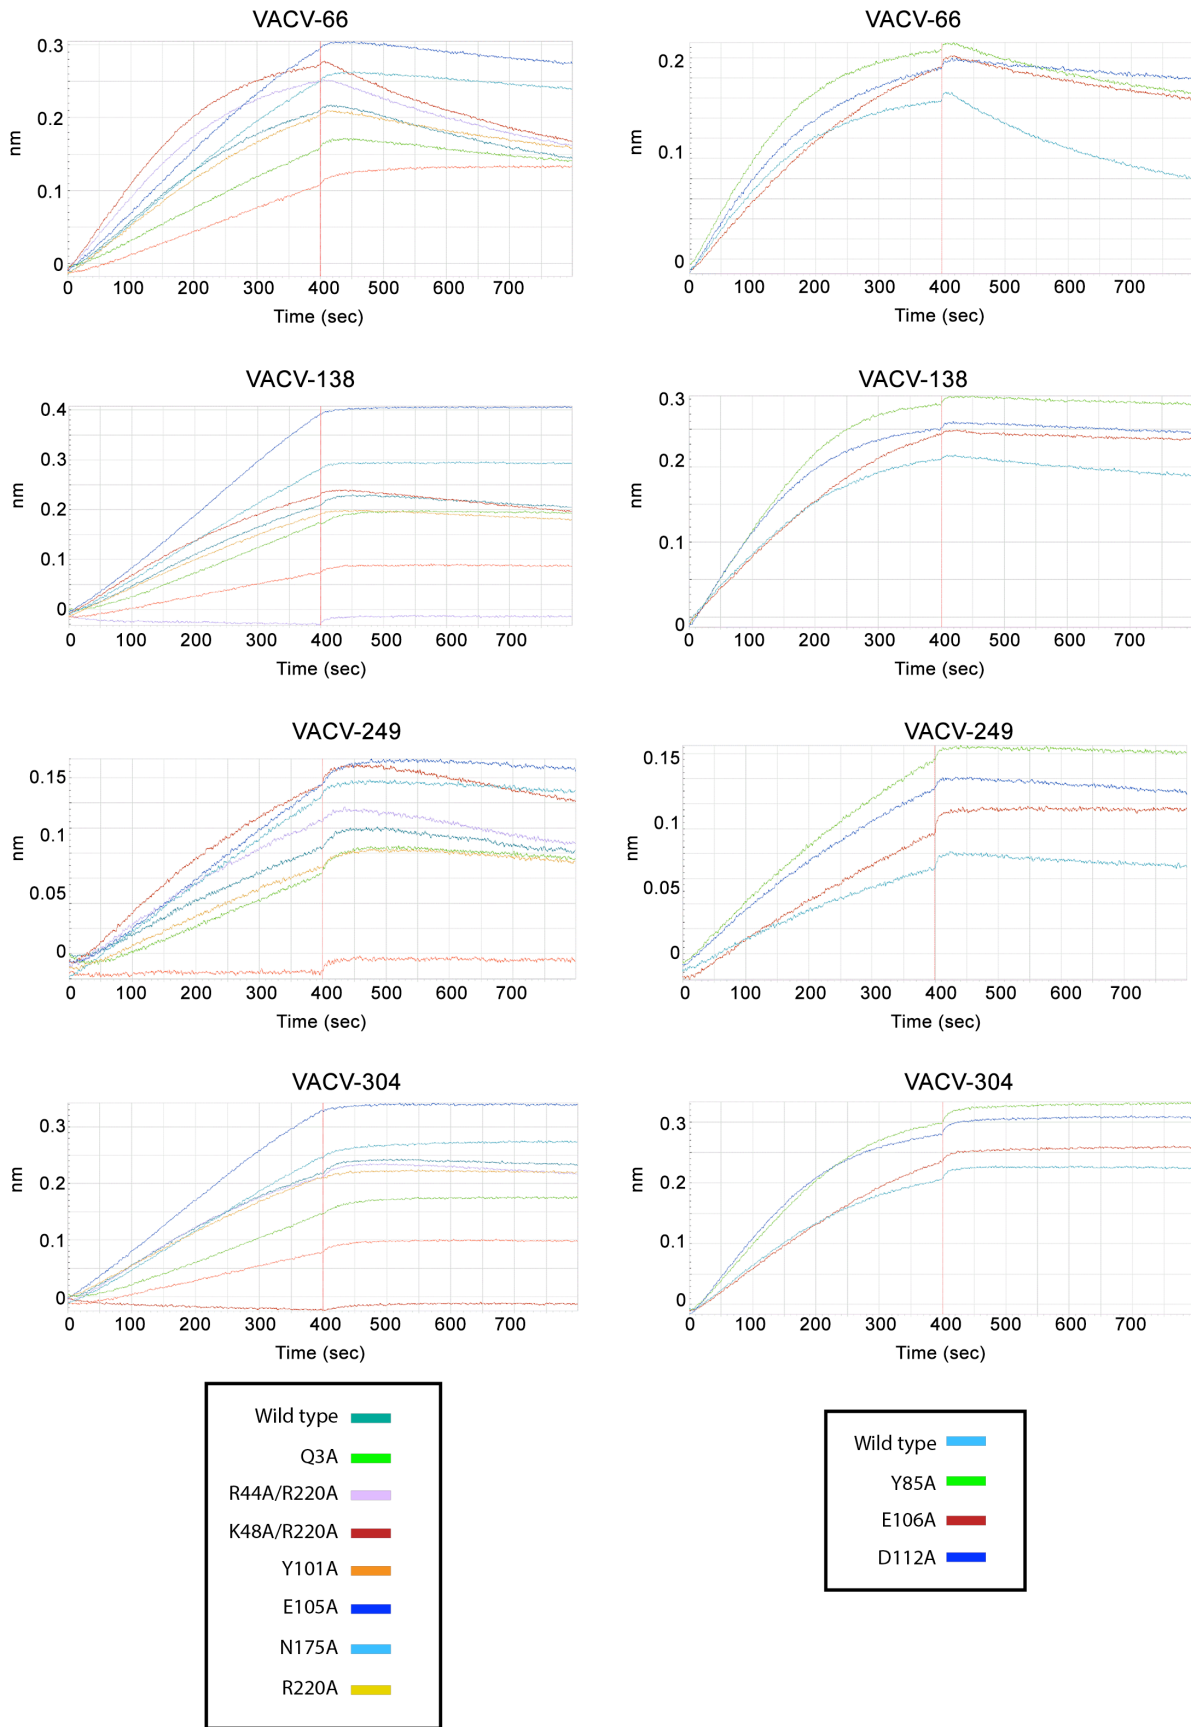 VACV-66
0.3
0.2
0.1
0
nm
0 100 200 300 400 500 600 700
Time (sec)
VACV-66
0.2
0.1
0
nm
0 100 200 300 400 500 600 700
Time (sec)
VACV-138
0.4
0.3
0.2
0.1
0
nm
0 100 200 300 400 500 600 700
Time (sec)
VACV-138
0.3
0.2
0.1
0
nm
0 100 200 300 400 500 600 700
Time (sec)
VACV-249
0.15
0.1
0.05
0
nm
0 100 200 300 400 500 600 700
Time (sec)
VACV-249
0.15
0.1
0.05
0
nm
0 100 200 300 400 500 600 700
Time (sec)
VACV-304
0.3
0.2
0.1
0
nm
0 100 200 300 400 500 600 700
Time (sec)
VACV-304
0.3
0.2
0.1
0
nm
0 100 200 300 400 500 600 700
Time (sec)
Wild type
Q3A
R44A/R220A
K48A/R220A
Y101A
E105A
N175A
R220A
Wild type
Y85A
E106A
D112A